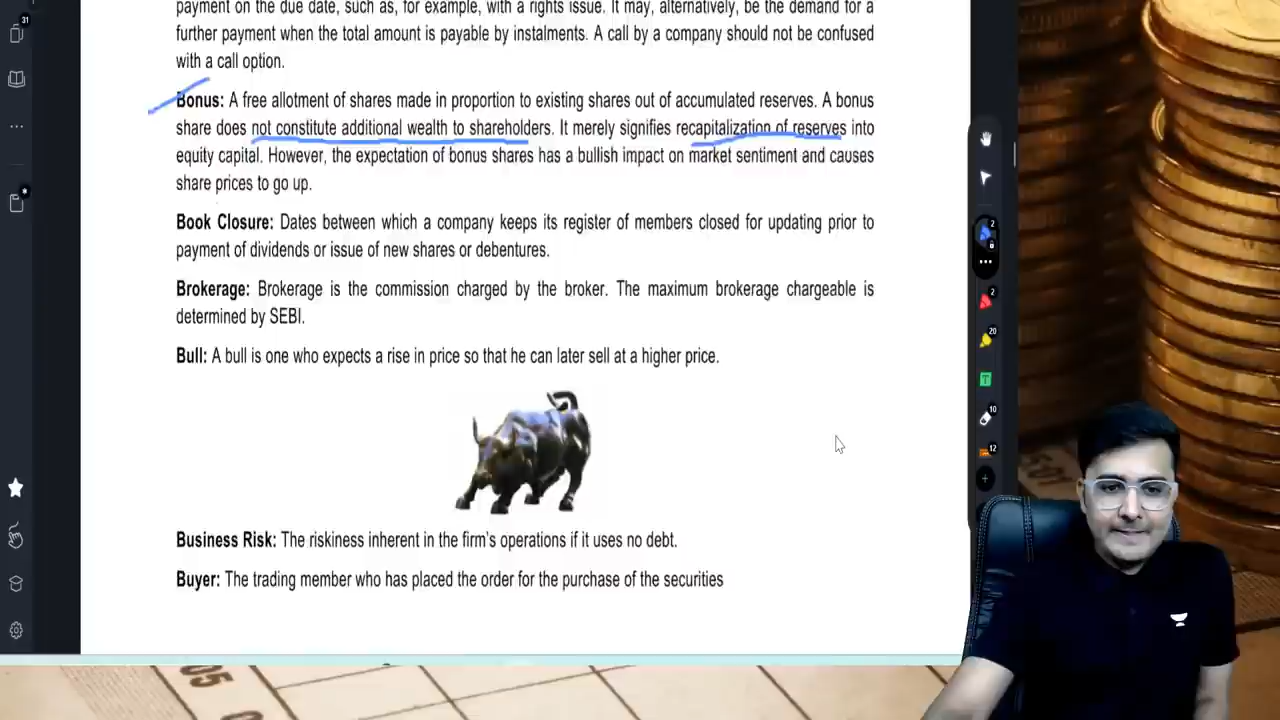 31
payment on the due date, such as, for example, with a rights issue. It may, alternatively, be the demand for a
further payment when the total amount is payable by instalments. A call by a company should not be confused
with a call option.
Bonus: A free allotment of shares made in proportion to existing shares out of accumulated reserves. A bonus
share does not constitute additional wealth to shareholders. It merely signifies recapitalization of reserves into
equity capital. However, the expectation of bonus shares has a bullish impact on market sentiment and causes
share prices to go up.
Book Closure: Dates between which a company keeps its register of members closed for updating prior to
payment of dividends or issue of new shares or debentures.
Brokerage: Brokerage is the commission charged by the broker. The maximum brokerage chargeable is
determined by SEBI.
Bull: A bull is one who expects a rise in price so that he can later sell at a higher price.
Business Risk: The riskiness inherent in the firm's operations if it uses no debt.
Buyer: The trading member who has placed the order for the purchase of the securities
2
2
20
T
10
12
05